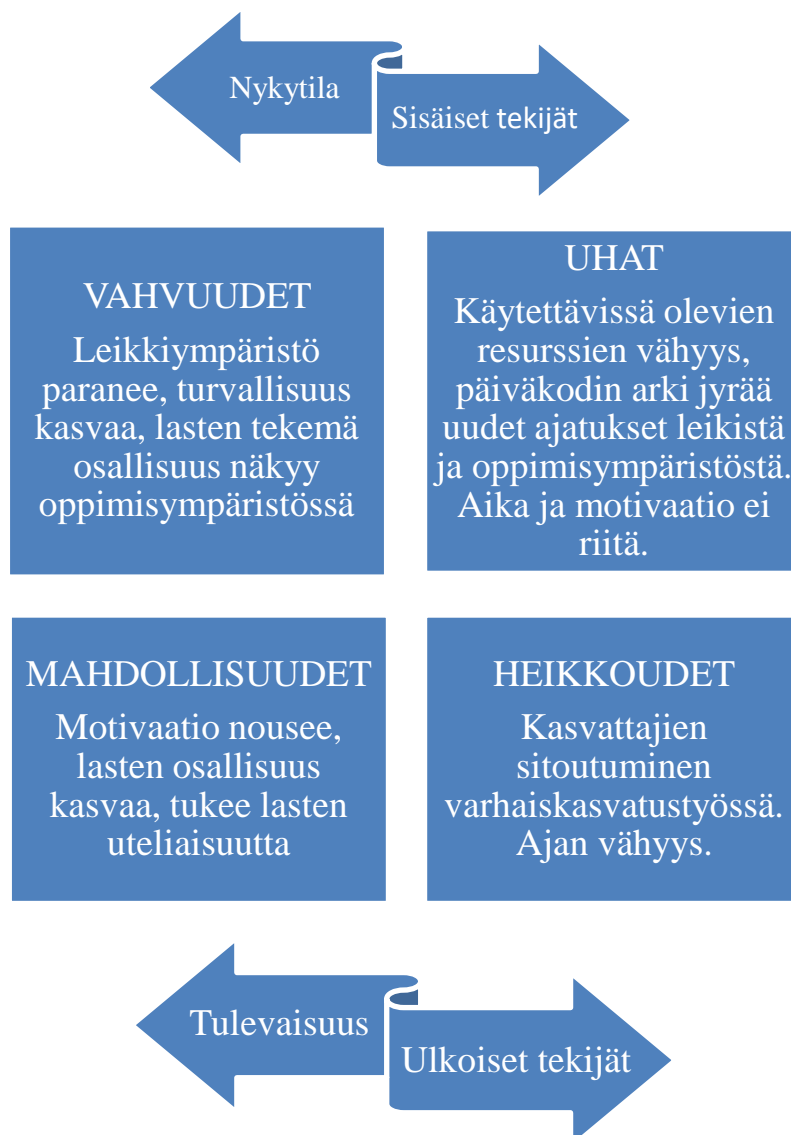 Nykytila
Sisäiset tekijät
VAHVUUDET
Leikkiympäristö
paranee, turvallisuus
kasvaa, lasten tekemä
osallisuus näkyy
oppimisympäristössä
UHAT
Käytettävissä olevien
resurssien vähyys,
päiväkodin arki jyrää
uudet ajatukset leikistä
ja oppimisympäristöstä.
Aika ja motivaatio ei
riitä.
MAHDOLLISUUDET
Motivaatio nousee,
lasten osallisuus
kasvaa, tukee lasten
uteliaisuutta
HEIKKOUDET
Kasvattajien
sitoutuminen
varhaiskasvatustyössä.
Ajan vähyys.
Tulevaisuus
Ulkoiset tekijät